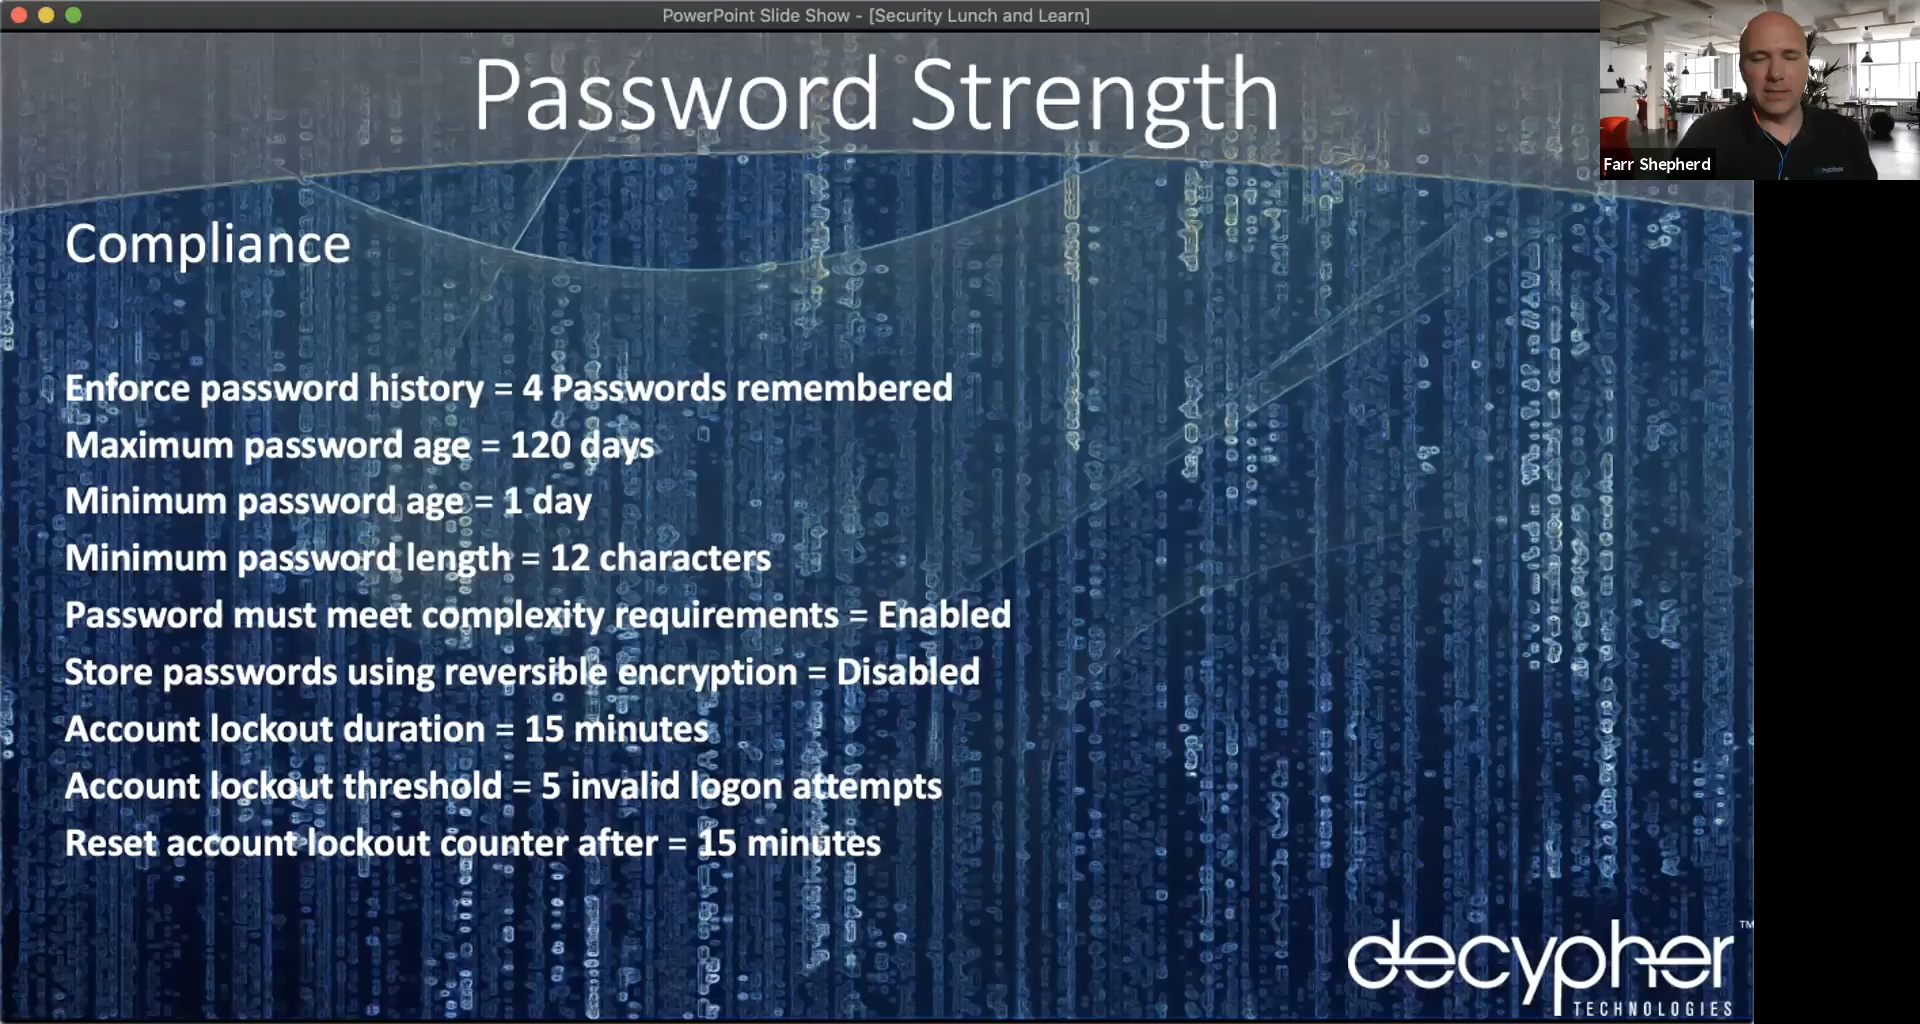 PowerPoint Slide Show - [Security Lunch and Learn]
Password Strength
Farr Shepherd
Compliance
Enforce password history = 4 Passwords remembered
Maximum password age = 120 days
Minimum password age = 1 day
Minimum password length = 12 characters
Password must meet complexity requirements = Enabled
Store passwords using reversible encryption = Disabled
Account lockout duration = 15 minutes
Account lockout threshold = 5 invalid logon attempts
Reset account lockout counter after = 15 minutes
decypher™
TECHNOLOGIES